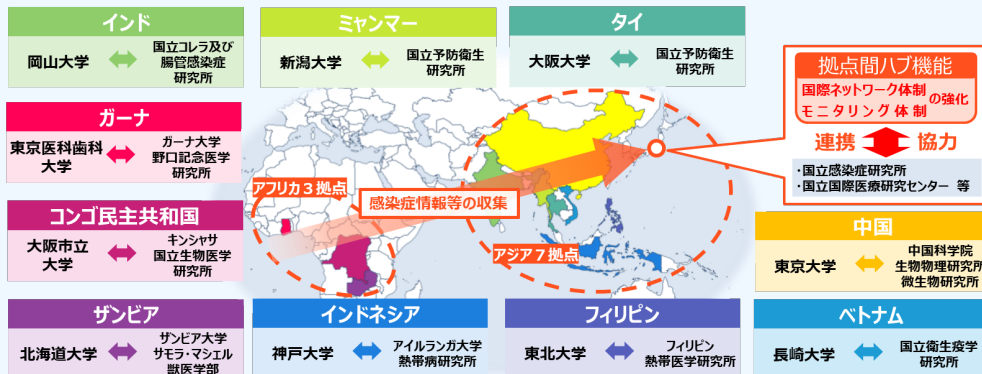 インド
岡山大学
国立コレラ及び
腸管感染症
研究所
ミャンマー
新潟大学
国立予防衛生
研究所
タイ
大阪大学
国立予防衛生
研究所
拠点間ハブ機能
国際ネットワーク体制
モニタリング体制
の強化
連携
協力
・国立感染症研究所
・国立国際医療研究センター 等
ガーナ
東京医科歯科
大学
ガーナ大学
野口記念医学
研究所
アフリカ3拠点
感染症情報等の収集
アジア7拠点
コンゴ民主共和国
大阪市立
大学
キンシャサ
国立生物医学
研究所
中国
東京大学
中国科学院
生物物理研究所
微生物研究所
ザンビア
北海道大学
ザンビア大学
サモラ・マシェル
獣医学部
インドネシア
神戸大学
アイルランガ大学
熱帯病研究所
フィリピン
東北大学
フィリピン
熱帯医学研究所
ベトナム
長崎大学
国立衛生疫学
研究所